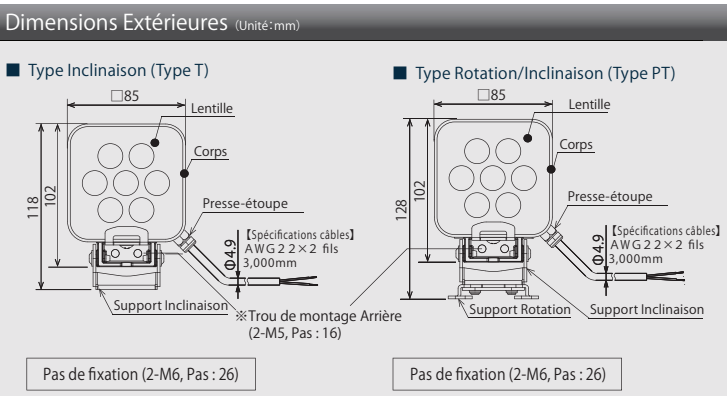 Dimensions Extérieures (Unité:mm)
■ Type Inclinaison (Type T)
□85
Lentille
Corps
Presse-étoupe
118
102
Φ4.9
【Spécifications câbles】
AWG22×2 fils
3,000mm
Support Inclinaison
※Trou de montage Arrière
(2-M5, Pas : 16)
Pas de fixation (2-M6, Pas : 26)
■ Type Rotation/Inclinaison (Type PT)
□85
Lentille
Corps
Presse-étoupe
128
102
Φ4.9
【Spécifications câbles】
AWG22×2 fils
3,000mm
Support Rotation
Support Inclinaison
Pas de fixation (2-M6, Pas : 26)